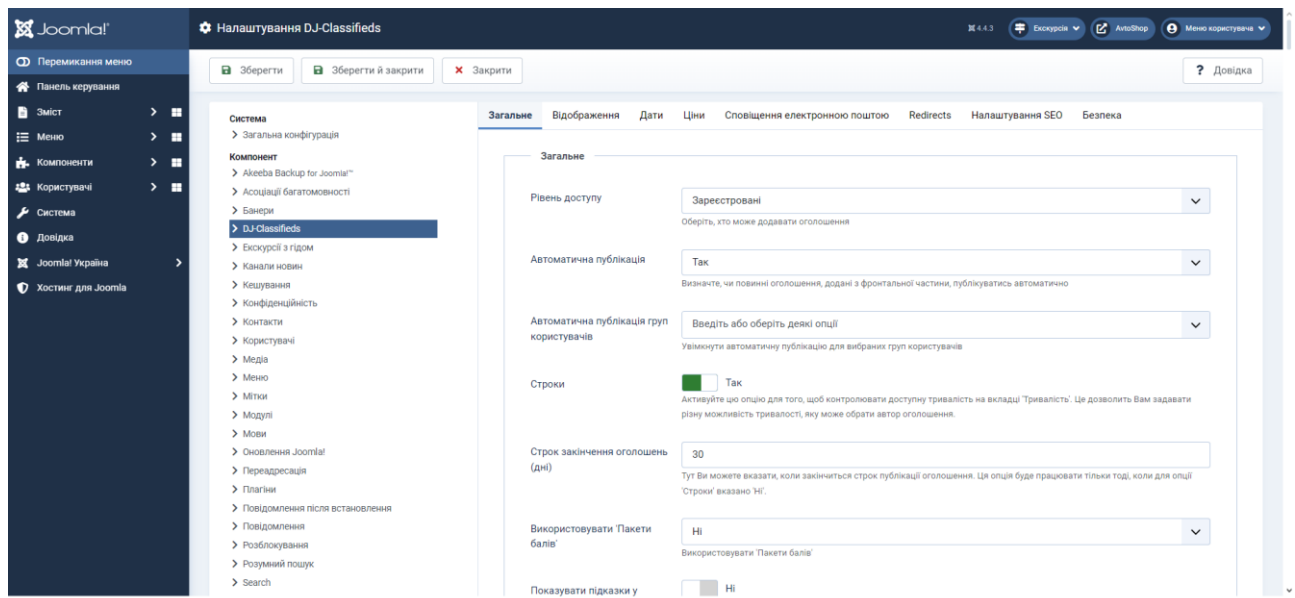 Joomla!
Налаштування DJ-Classifieds
4.4.3
Екскурсія
AvtoShop
Меню користувача
Перемикання меню
Панель керування
Зміст
Меню
Компоненти
Користувачі
Система
Довідка
Joomla! Україна
Хостинг для Joomla
Зберегти
Зберегти й закрити
Закрити
? Довідка
Система
Загальна конфігурація
Компонент
Akeeba Backup for Joomla!™
Асоціації багатомовності
Банери
DJ-Classifieds
Екскурсії з гідом
Канали новин
Кешування
Конфіденційність
Контакти
Користувачі
Медіа
Меню
Мітки
Модулі
Мови
Оновлення Joomla!
Переадресація
Плагіни
Повідомлення після встановлення
Повідомлення
Розблокування
Розумний пошук
Search
Загальне Відображення Дати Ціни Сповіщення електронною поштою Redirects Налаштування SEO Безпека
Загальне
Рівень доступу
Зареєстровані
Оберіть, хто може додавати оголошення
Автоматична публікація
Так
Визначте, чи повинні оголошення, додані з фронтальної частини, публікуватись автоматично
Автоматична публікація груп
користувачів
Введіть або оберіть деякі опції
Увімкнути автоматичну публікацію для вибраних груп користувачів
Строки
Так
Активуйте цю опцію для того, щоб контролювати доступну тривалість на вкладці 'Тривалість'. Це дозволить Вам задавати
різну можливість тривалості, яку може обрати автор оголошення.
Строк закінчення оголошень
(дні)
30
Тут Ви можете вказати, коли закінчиться строк публікації оголошення. Ця опція буде працювати тільки тоді, коли для опції
'Строки' вказано 'Ні'.
Використовувати 'Пакети
балів'
Ні
Використовувати 'Пакети балів'
Показувати підказки у
Ні